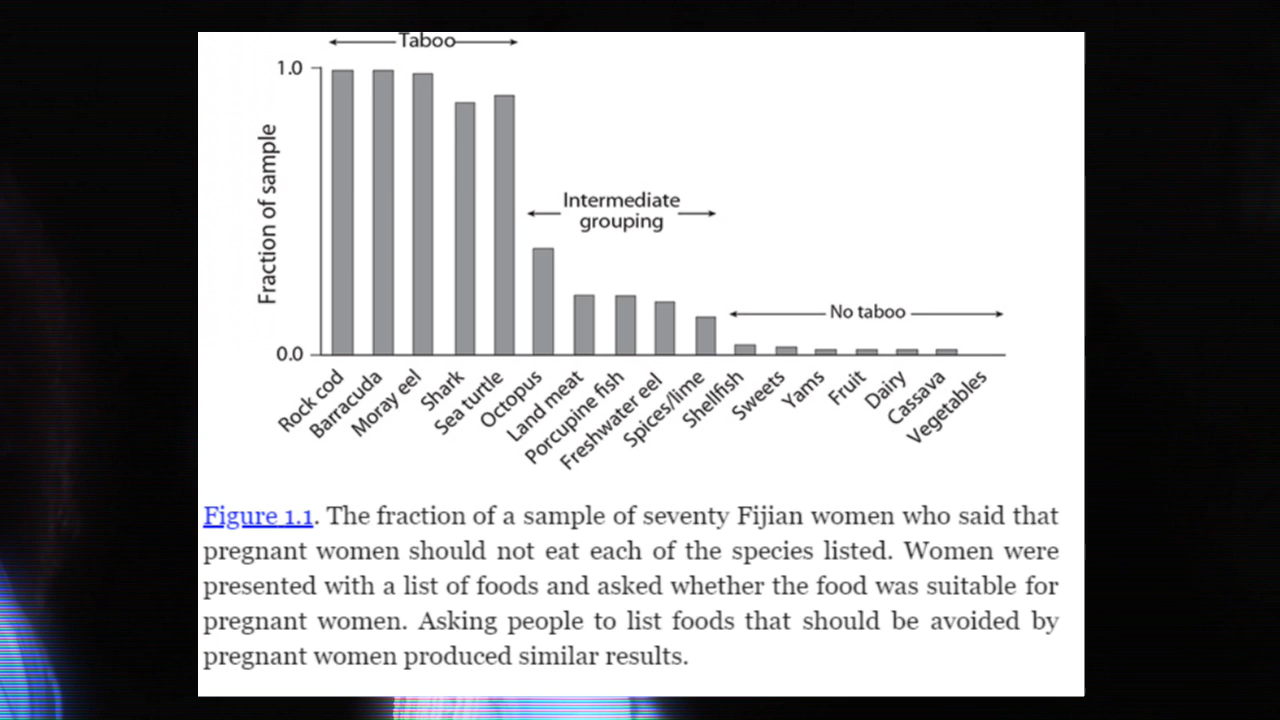 Taboo
1.0
Fraction of sample
Intermediate
grouping
No taboo
0.0
Rock cod
Barracuda
Moray eel
Shark
Sea turtle
Octopus
Land meat
Porcupine fish
Freshwater eel
Spices/lime
Shellfish
Sweets
Yams
Fruit
Dairy
Cassava
Vegetables
Figure 1.1. The fraction of a sample of seventy Fijian women who said that
pregnant women should not eat each of the species listed. Women were
presented with a list of foods and asked whether the food was suitable for
pregnant women. Asking people to list foods that should be avoided by
pregnant women produced similar results.